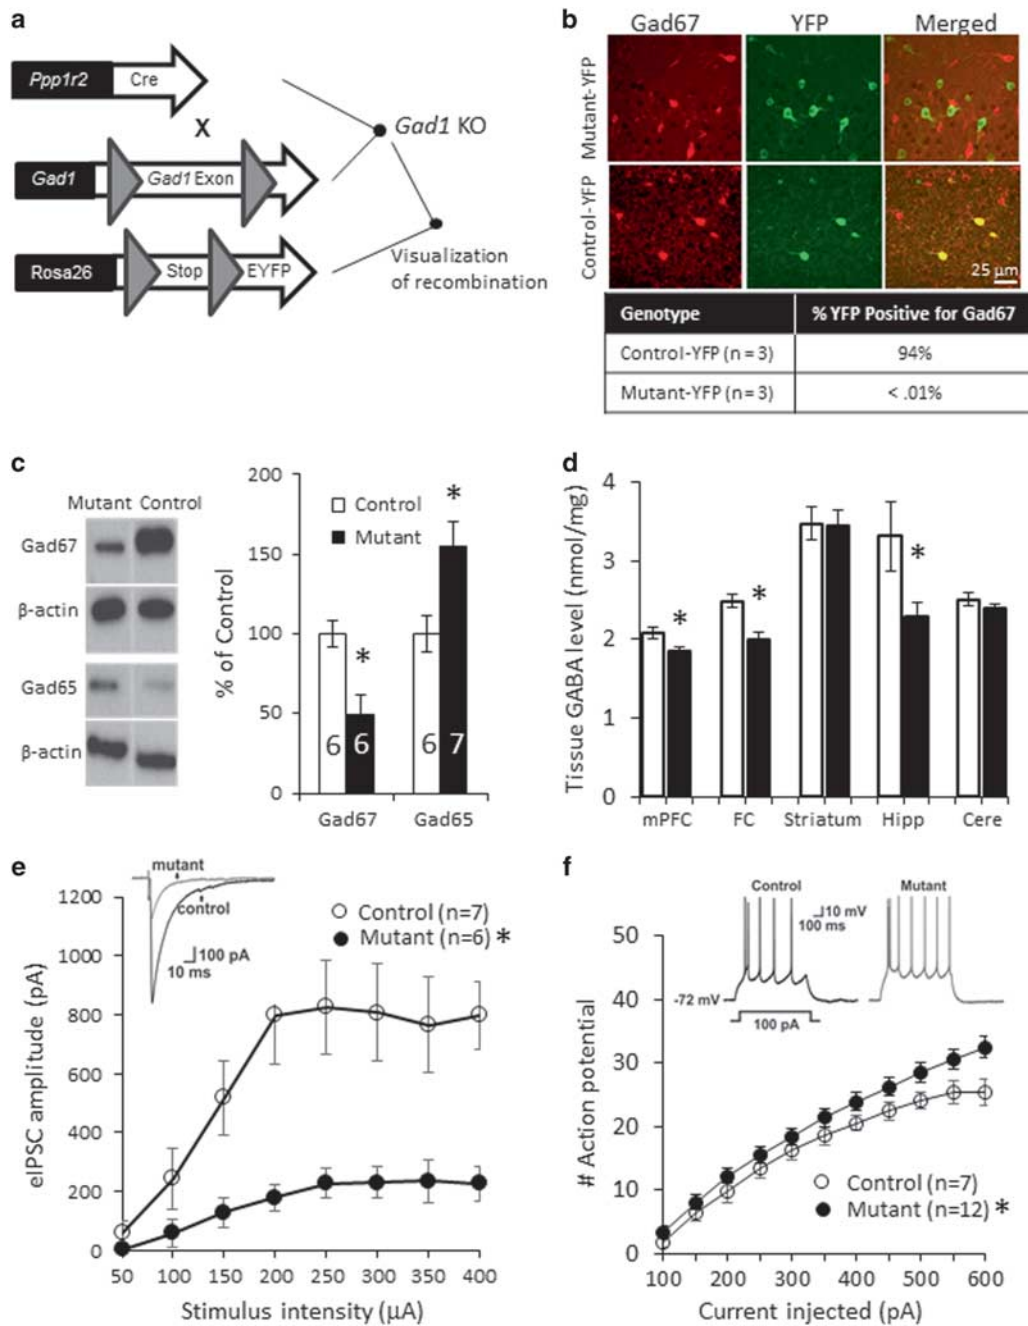 a
Ppp1r2
Cre
X
Gad1 KO
Gad1
Gad1 Exon
Rosa26
Stop
EYFP
Visualization
of recombination
b
Gad67
YFP
Merged
Mutant-YFP
Control-YFP
25 µm
Genotype
% YFP Positive for Gad67
Control-YFP (n = 3)
94%
Mutant-YFP (n = 3)
< .01%
c
Mutant Control
Gad67
β-actin
Gad65
β-actin
% of Control
200
150
100
50
0
Control
Mutant
*
*
6
6
6
7
Gad67
Gad65
d
Tissue GABA level (nmol/mg)
4
3
2
1
0
*
*
*
mPFC
FC
Striatum
Hipp
Cere
e
eIPSC amplitude (pA)
1200
1000
800
600
400
200
0
mutant
control
100 pA
10 ms
Control (n=7)
Mutant (n=6) *
50
100
150
200
250
300
350
400
Stimulus intensity (µA)
f
# Action potential
50
40
30
20
10
0
Control
Mutant
10 mV
100 ms
-72 mV
100 pA
Control (n=7)
Mutant (n=12) *
100
200
300
400
500
600
Current injected (pA)